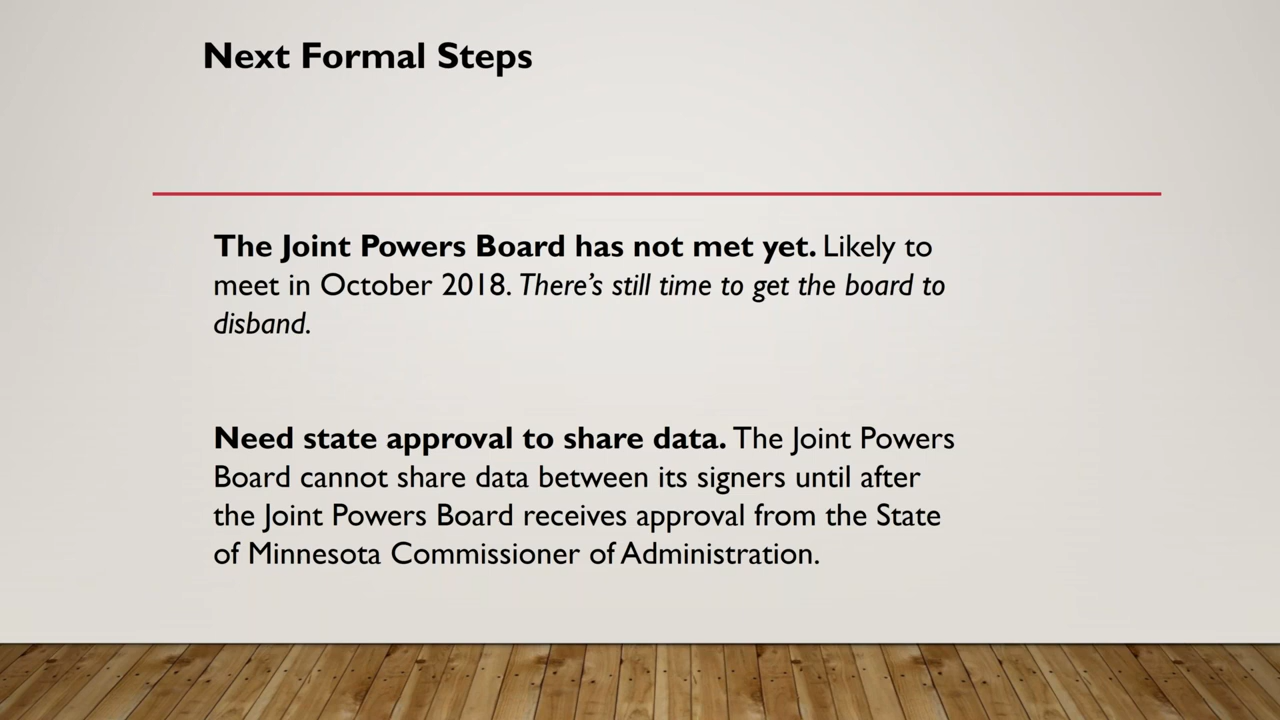 Next Formal Steps
The Joint Powers Board has not met yet. Likely to
meet in October 2018. There’s still time to get the board to
disband.
Need state approval to share data. The Joint Powers
Board cannot share data between its signers until after
the Joint Powers Board receives approval from the State
of Minnesota Commissioner of Administration.